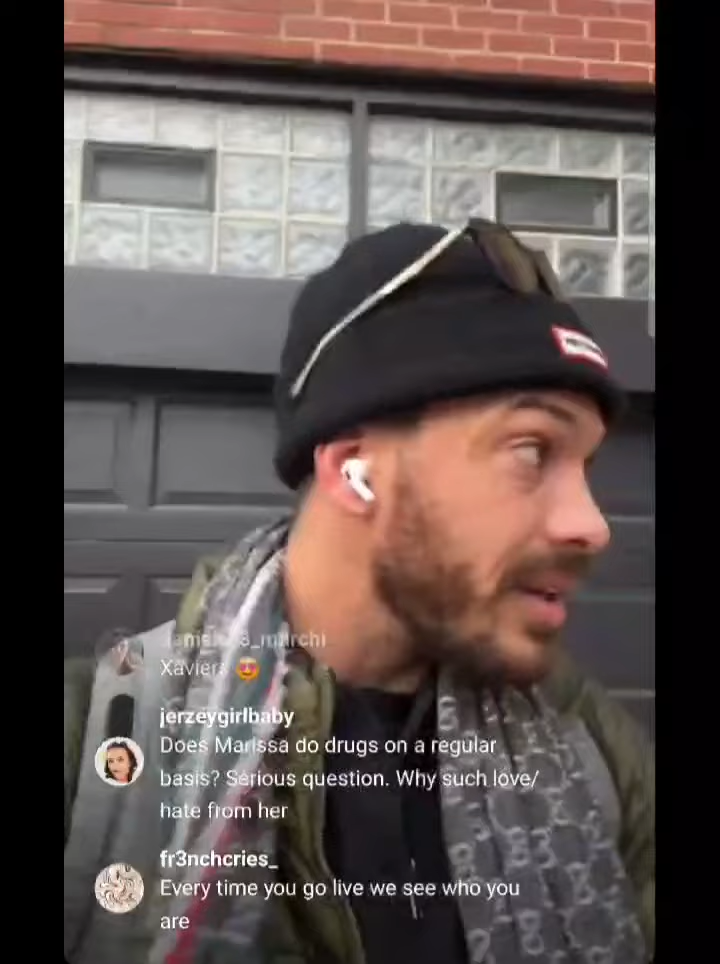 Xaviers
jerzeygirlbaby
Does Marissa do drugs on a regular
basis? Serious question. Why such love/
hate from her
fr3nchcries_
Every time you go live we see who you
are